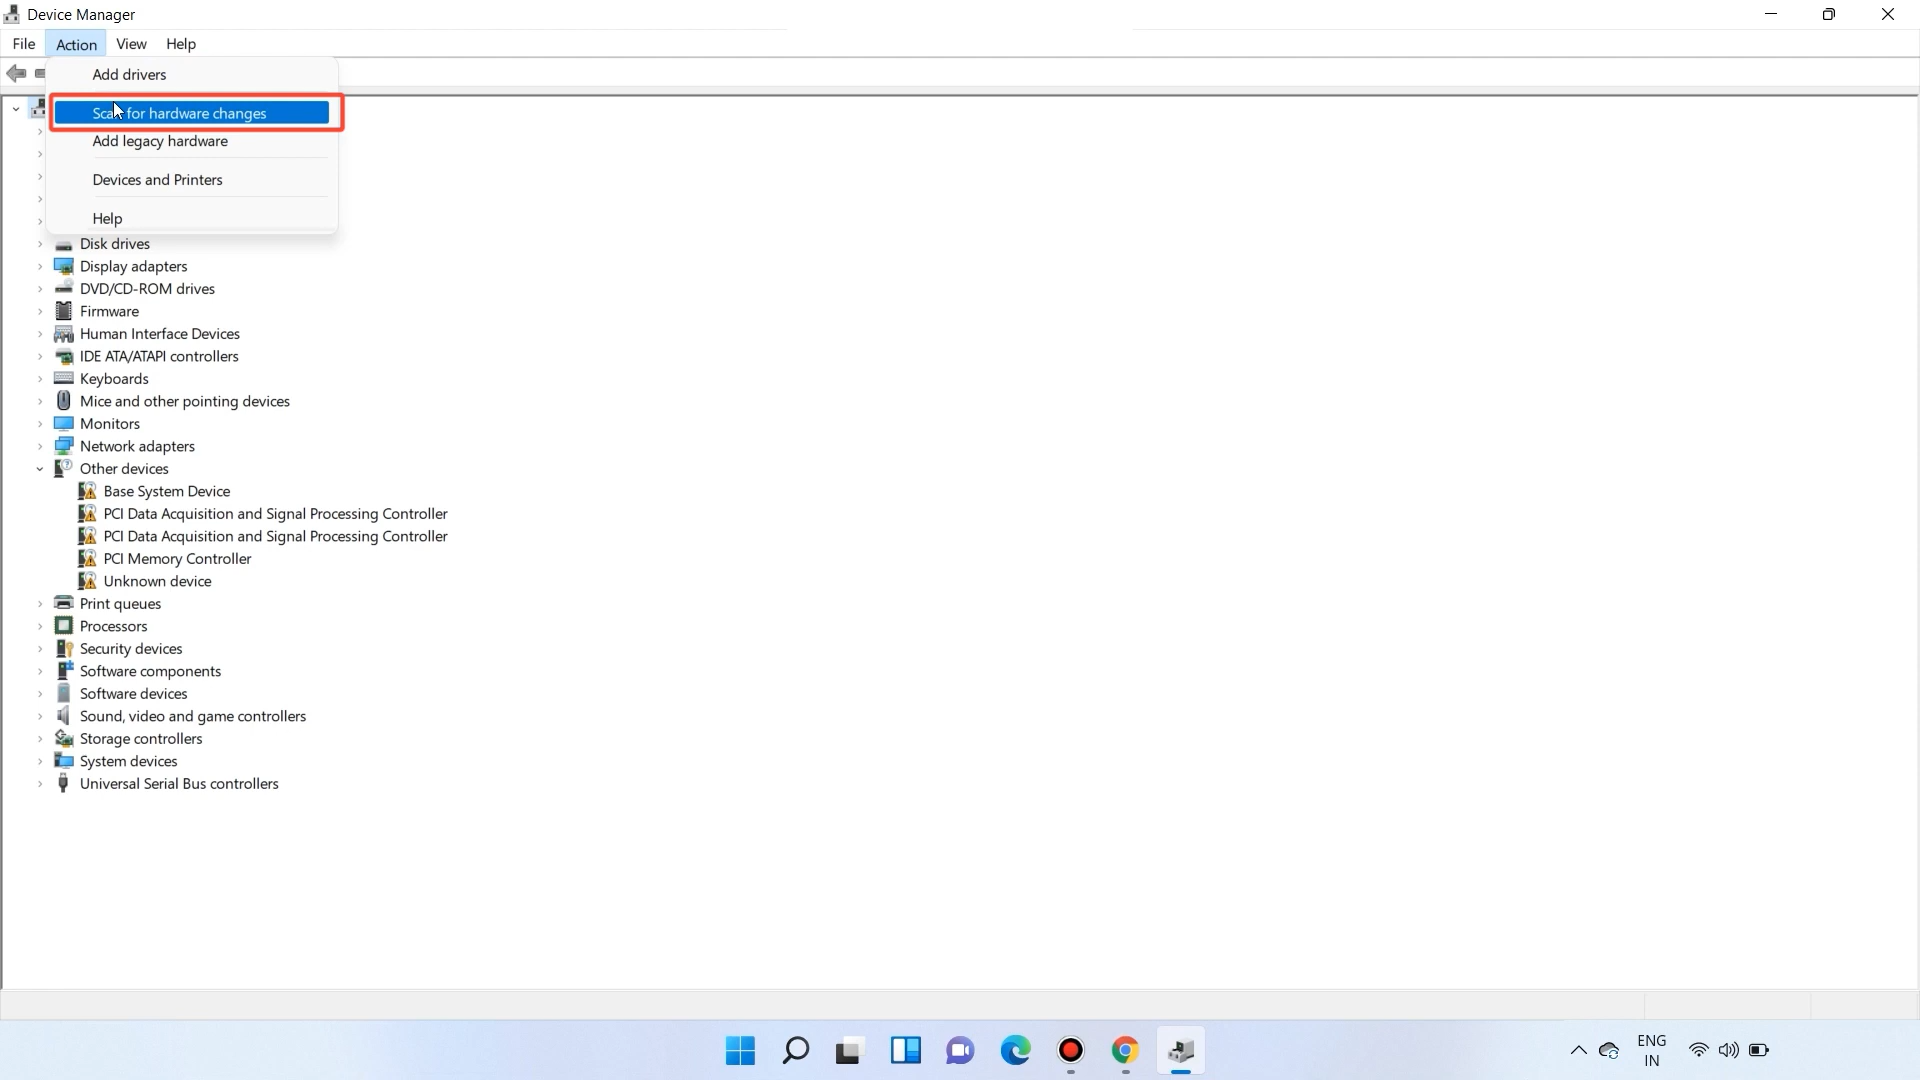 Device Manager
File Action View Help
Add drivers
Scan for hardware changes
Add legacy hardware
Devices and Printers
Help
Disk drives
Display adapters
DVD/CD-ROM drives
Firmware
Human Interface Devices
IDE ATA/ATAPI controllers
Keyboards
Mice and other pointing devices
Monitors
Network adapters
Other devices
Base System Device
PCI Data Acquisition and Signal Processing Controller
PCI Data Acquisition and Signal Processing Controller
PCI Memory Controller
Unknown device
Print queues
Processors
Security devices
Software components
Software devices
Sound, video and game controllers
Storage controllers
System devices
Universal Serial Bus controllers
ENG
IN